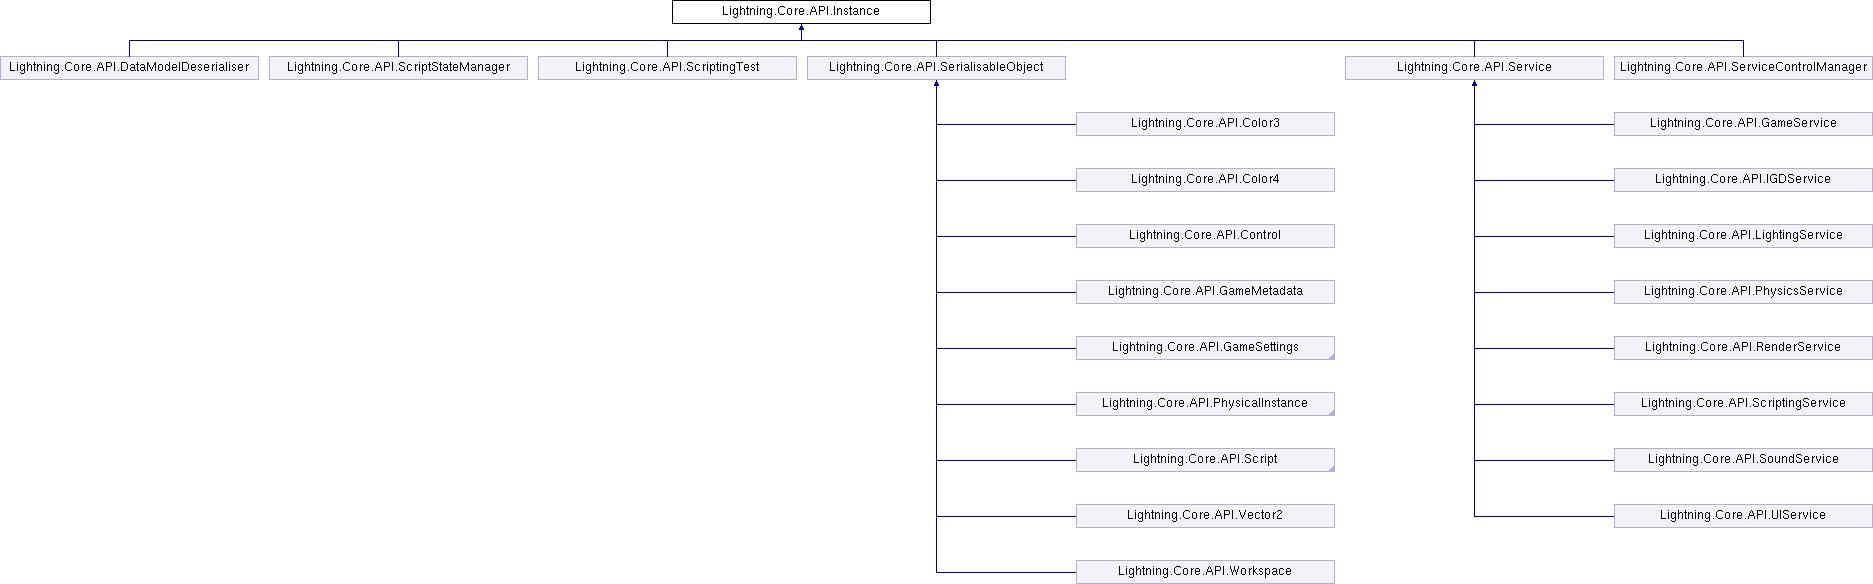 Lightning.Core.API.Instance
Lightning.Core.API.DataModelDeserialiser
Lightning.Core.API.ScriptStateManager
Lightning.Core.API.ScriptingTest
Lightning.Core.API.SerialisableObject
Lightning.Core.API.Service
Lightning.Core.API.ServiceControlManager
Lightning.Core.API.Color3
Lightning.Core.API.GameService
Lightning.Core.API.Color4
Lightning.Core.API.IGDService
Lightning.Core.API.Control
Lightning.Core.API.LightingService
Lightning.Core.API.GameMetadata
Lightning.Core.API.PhysicsService
Lightning.Core.API.GameSettings
Lightning.Core.API.RenderService
Lightning.Core.API.PhysicalInstance
Lightning.Core.API.ScriptingService
Lightning.Core.API.Script
Lightning.Core.API.SoundService
Lightning.Core.API.Vector2
Lightning.Core.API.UIService
Lightning.Core.API.Workspace